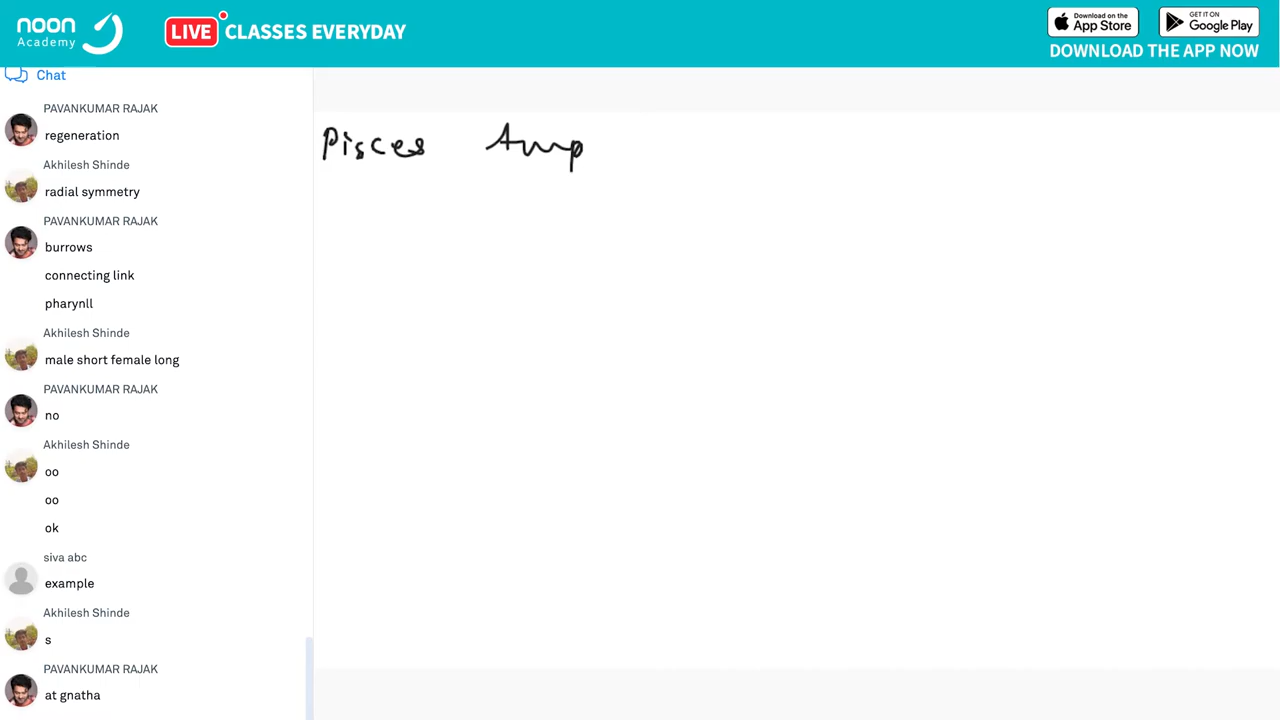 noon
Academy
LIVE CLASSES EVERYDAY
Download on the
App Store
GET IT ON
Google Play
DOWNLOAD THE APP NOW
Chat
PAVANKUMAR RAJAK
regeneration
Akhilesh Shinde
radial symmetry
PAVANKUMAR RAJAK
burrows
connecting link
pharynll
Akhilesh Shinde
male short female long
PAVANKUMAR RAJAK
no
Akhilesh Shinde
oo
oo
ok
siva abc
example
Akhilesh Shinde
s
PAVANKUMAR RAJAK
at gnatha
Pisces Amp